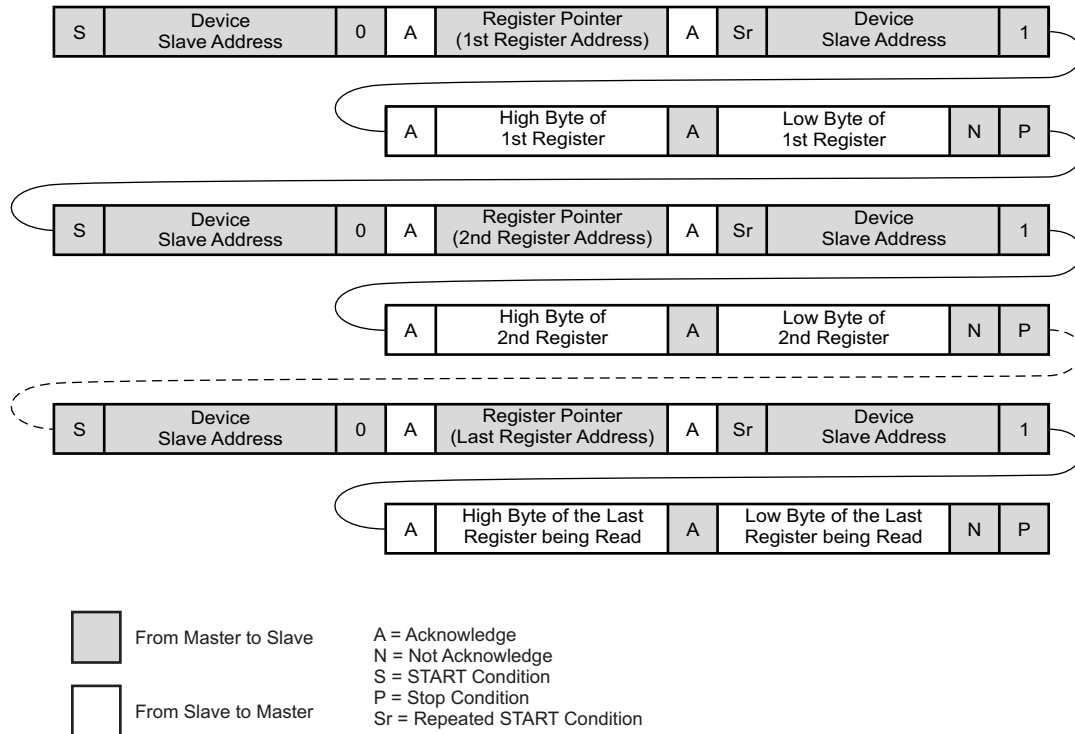 S Device Slave Address 0 A Register Pointer (1st Register Address) A Sr Device Slave Address 1
A High Byte of 1st Register A Low Byte of 1st Register N P
S Device Slave Address 0 A Register Pointer (2nd Register Address) A Sr Device Slave Address 1
A High Byte of 2nd Register A Low Byte of 2nd Register N P
S Device Slave Address 0 A Register Pointer (Last Register Address) A Sr Device Slave Address 1
A High Byte of the Last Register being Read A Low Byte of the Last Register being Read N P
From Master to Slave
From Slave to Master
A = Acknowledge
N = Not Acknowledge
S = START Condition
P = Stop Condition
Sr = Repeated START Condition